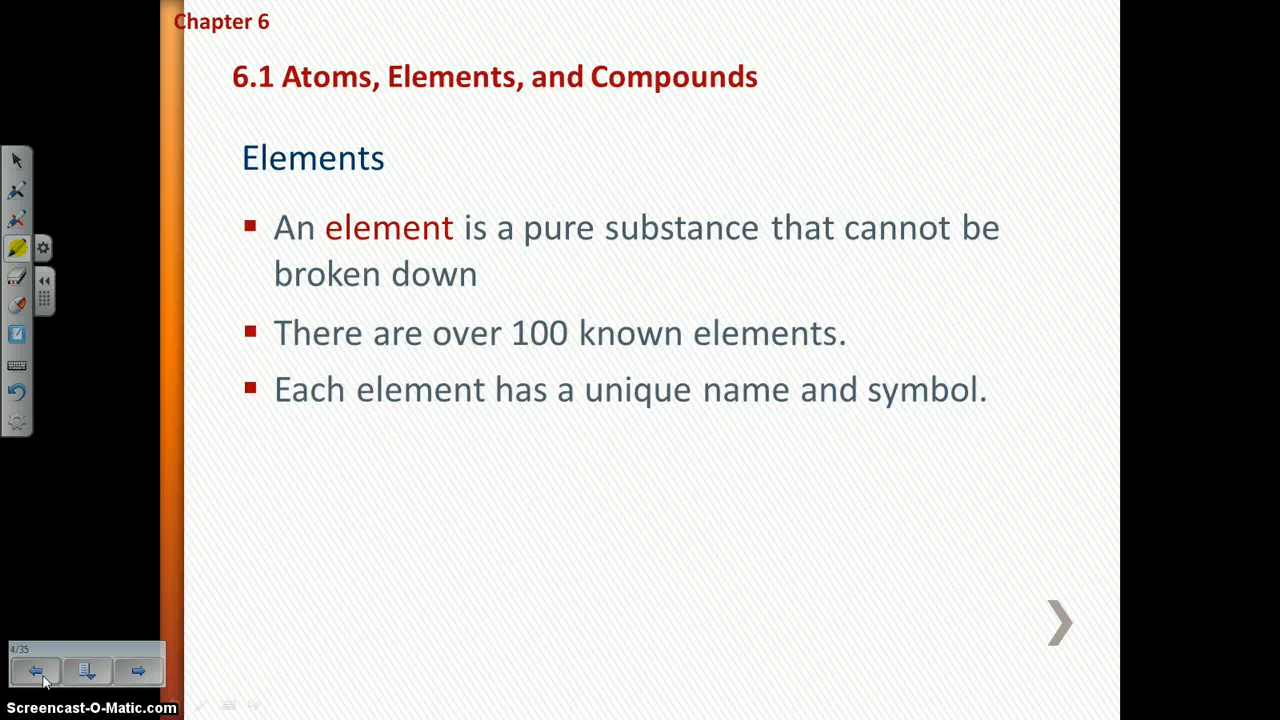 Chapter 6
6.1 Atoms, Elements, and Compounds
Elements
An element is a pure substance that cannot be
broken down
There are over 100 known elements.
Each element has a unique name and symbol.
4/35
Screencast-O-Matic.com